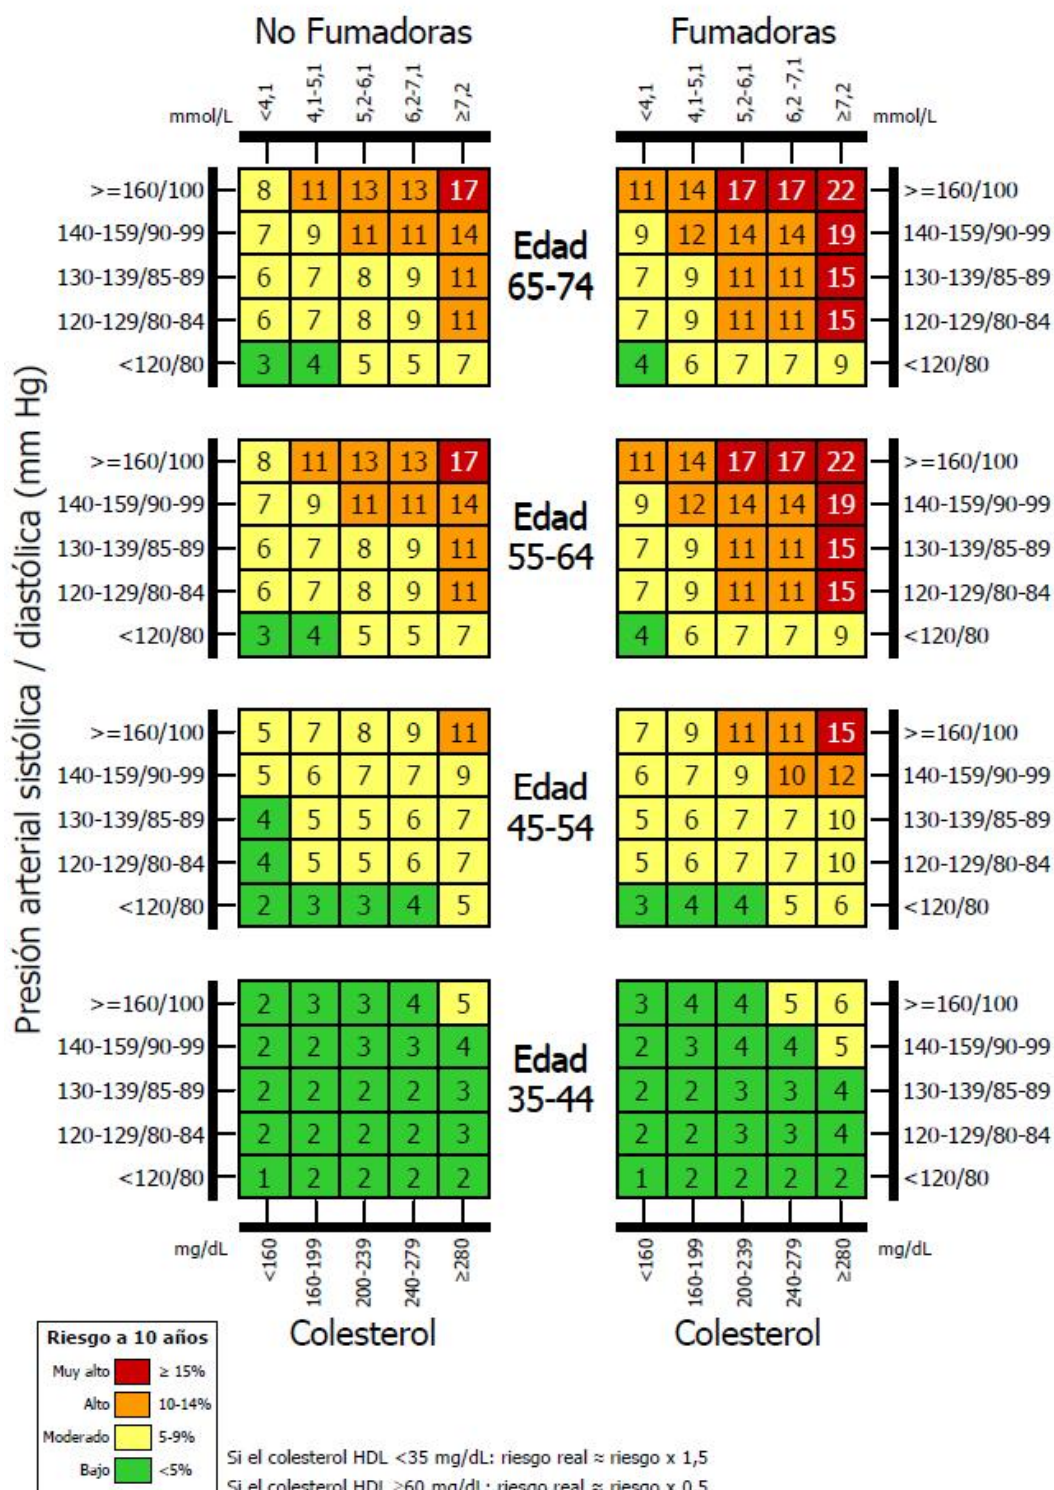 No Fumadoras Fumadoras
mmol/L <4,1 4,1-5,1 5,2-6,1 6,2-7,1 ≥7,2 <4,1 4,1-5,1 5,2-6,1 6,2 -7,1 ≥7,2 mmol/L
Presión arterial sistólica / diastólica (mm Hg)
>=160/100 8 11 13 13 17 11 14 17 17 22 >=160/100
140-159/90-99 7 9 11 11 14 Edad 9 12 14 14 19 140-159/90-99
130-139/85-89 6 7 8 9 11 65-74 7 9 11 11 15 130-139/85-89
120-129/80-84 6 7 8 9 11 7 9 11 11 15 120-129/80-84
<120/80 3 4 5 5 7 4 6 7 7 9 <120/80
>=160/100 8 11 13 13 17 11 14 17 17 22 >=160/100
140-159/90-99 7 9 11 11 14 Edad 9 12 14 14 19 140-159/90-99
130-139/85-89 6 7 8 9 11 55-64 7 9 11 11 15 130-139/85-89
120-129/80-84 6 7 8 9 11 7 9 11 11 15 120-129/80-84
<120/80 3 4 5 5 7 4 6 7 7 9 <120/80
>=160/100 5 7 8 9 11 7 9 11 11 15 >=160/100
140-159/90-99 5 6 7 7 9 Edad 6 7 9 10 12 140-159/90-99
130-139/85-89 4 5 5 6 7 45-54 5 6 7 7 10 130-139/85-89
120-129/80-84 4 5 5 6 7 5 6 7 7 10 120-129/80-84
<120/80 2 3 3 4 5 3 4 4 5 6 <120/80
>=160/100 2 3 3 4 5 3 4 4 5 6 >=160/100
140-159/90-99 2 2 3 3 4 Edad 2 3 4 4 5 140-159/90-99
130-139/85-89 2 2 2 2 3 35-44 2 2 3 3 4 130-139/85-89
120-129/80-84 2 2 2 2 3 2 2 3 3 4 120-129/80-84
<120/80 1 2 2 2 2 1 2 2 2 2 <120/80
mg/dL <160 160-199 200-239 240-279 ≥280 <160 160-199 200-239 240-279 ≥280 mg/dL
Colesterol Colesterol
Riesgo a 10 años
Muy alto ≥ 15%
Alto 10-14%
Moderado 5-9%
Bajo <5%
Si el colesterol HDL <35 mg/dL: riesgo real ≈ riesgo x 1,5
Si el colesterol HDL ≥60 mg/dL: riesgo real ≈ riesgo x 0,5